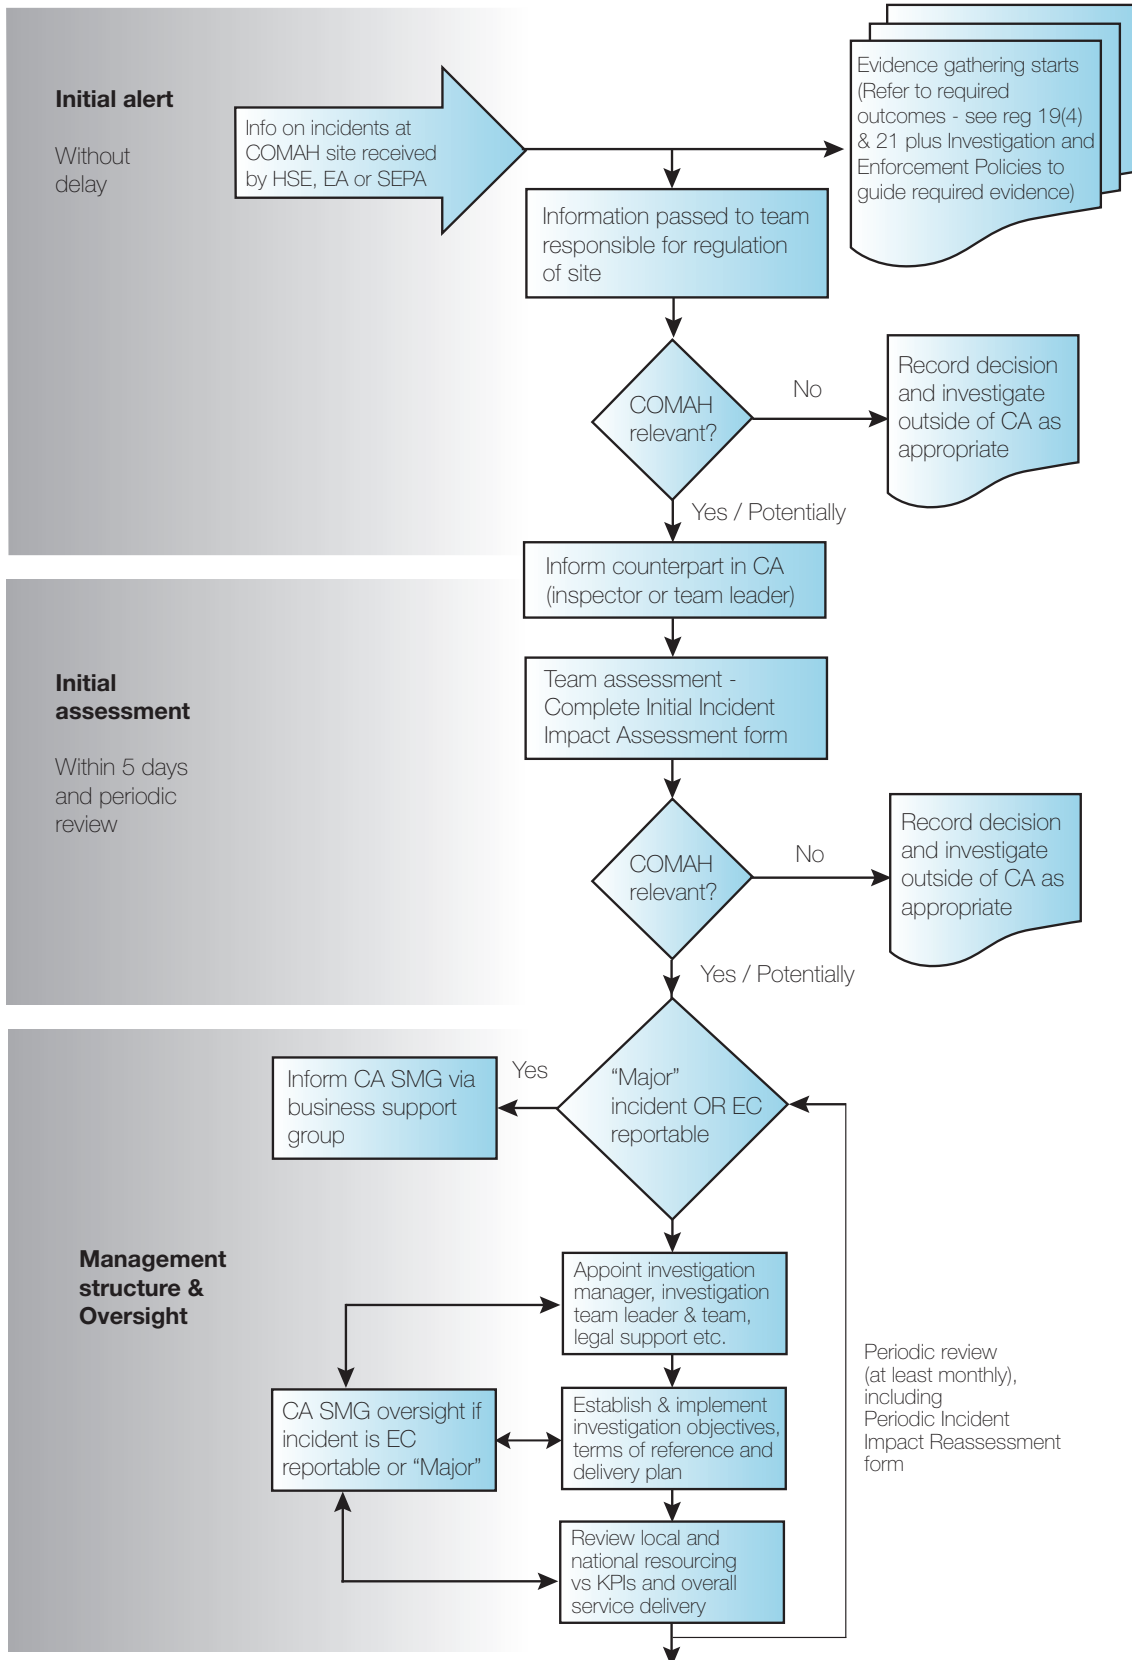 Initial alert
Without
delay
Info on incidents at
COMAH site received
by HSE, EA or SEPA
Evidence gathering starts
(Refer to required
outcomes - see reg 19(4)
& 21 plus Investigation and
Enforcement Policies to
guide required evidence)
Information passed to team
responsible for regulation
of site
COMAH
relevant?
No
Record decision
and investigate
outside of CA as
appropriate
Yes / Potentially
Inform counterpart in CA
(inspector or team leader)
Initial
assessment
Within 5 days
and periodic
review
Team assessment -
Complete Initial Incident
Impact Assessment form
COMAH
relevant?
No
Record decision
and investigate
outside of CA as
appropriate
Yes / Potentially
"Major"
incident OR EC
reportable
Yes
Inform CA SMG via
business support
group
Management
structure &
Oversight
Appoint investigation
manager, investigation
team leader & team,
legal support etc.
CA SMG oversight if
incident is EC
reportable or "Major"
Establish & implement
investigation objectives,
terms of reference and
delivery plan
Review local and
national resourcing
vs KPIs and overall
service delivery
Periodic review
(at least monthly),
including
Periodic Incident
Impact Reassessment
form